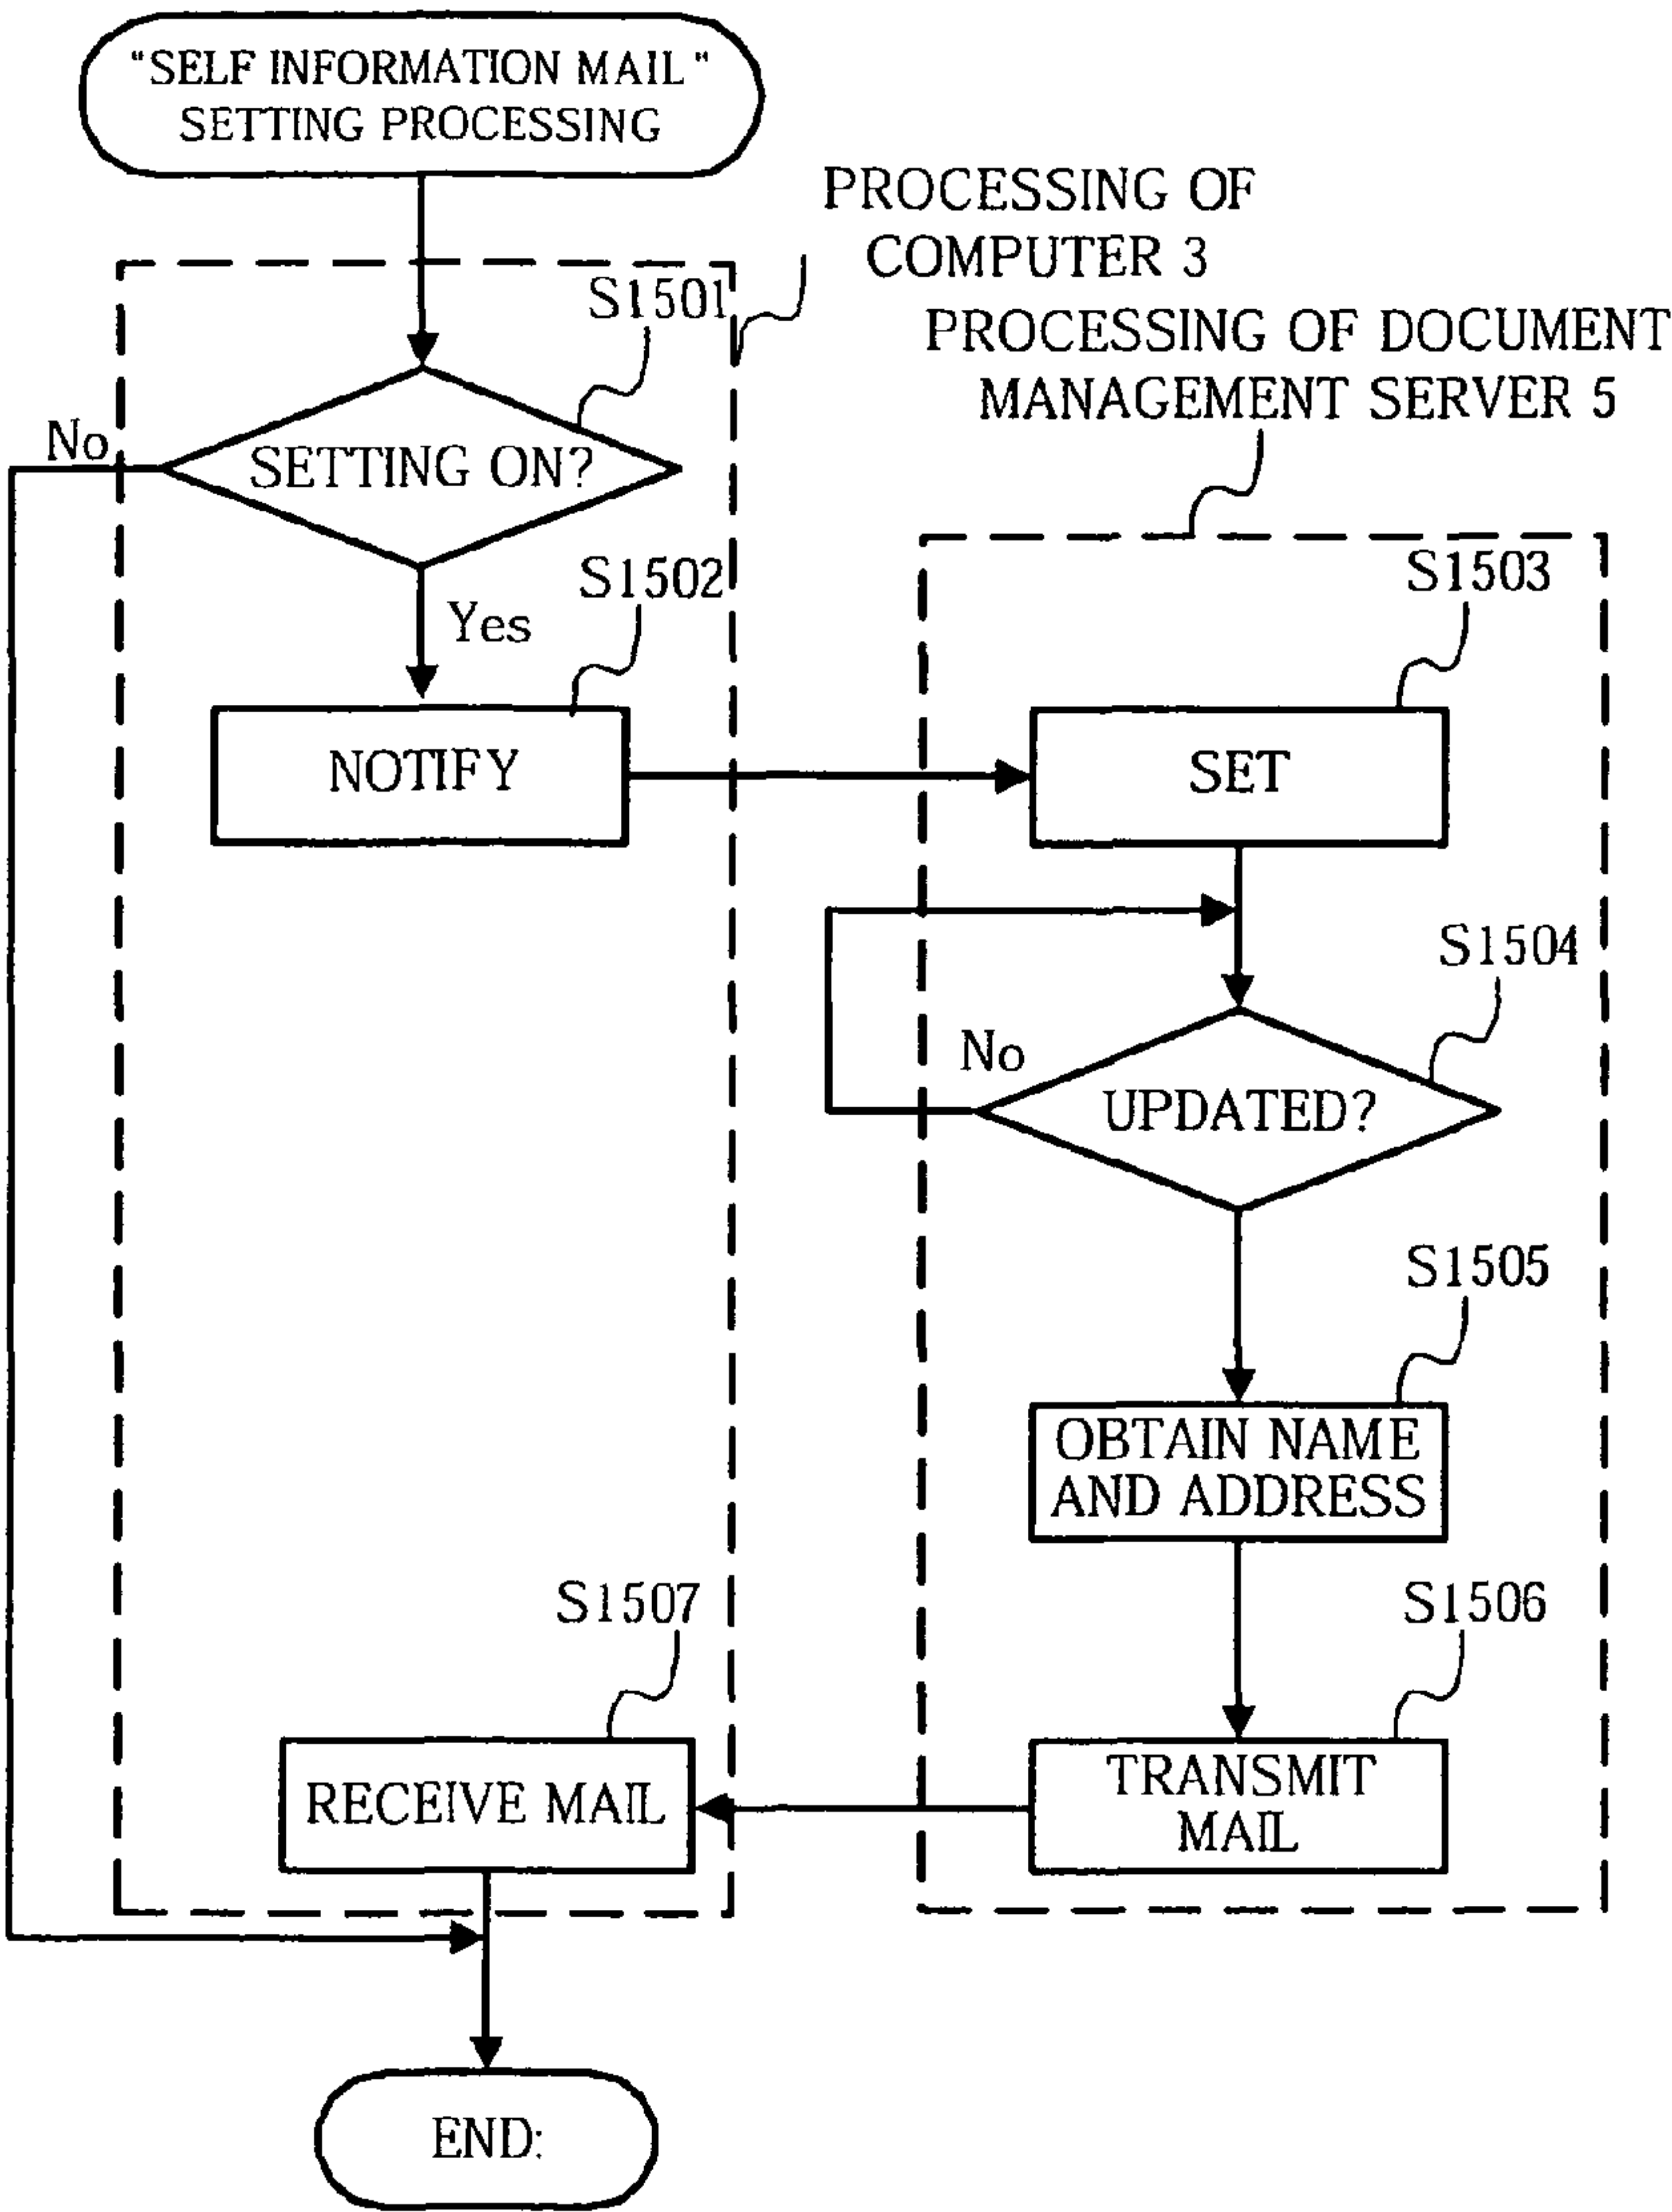 "SELF INFORMATION MAIL"
SETTING PROCESSING
PROCESSING OF
COMPUTER 3
PROCESSING OF DOCUMENT
MANAGEMENT SERVER 5
S1501
No
SETTING ON?
S1502
Yes
NOTIFY
S1503
SET
S1504
No
UPDATED?
S1505
OBTAIN NAME
AND ADDRESS
S1507
S1506
RECEIVE MAIL
TRANSMIT
MAIL
END: